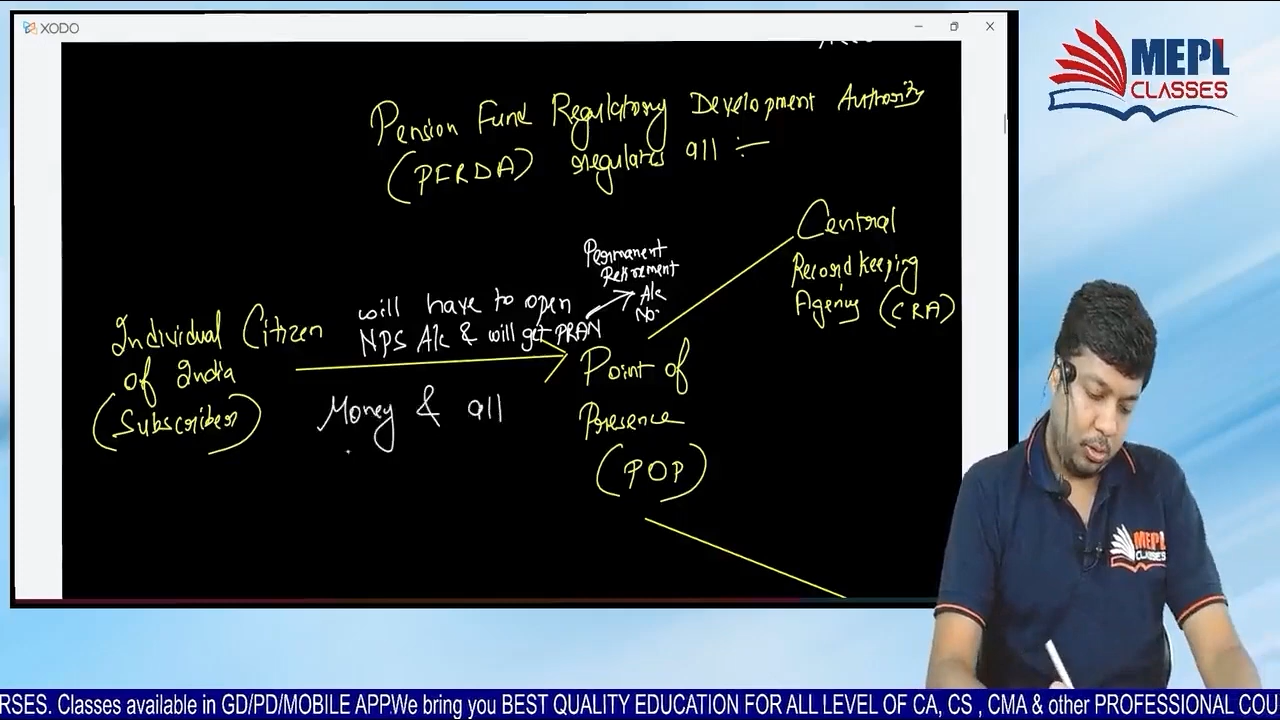 XODO
MEPL
CLASSES
Pension Fund Regulatory Development Authority
(PFRDA) regulates all :-
Central
Record keeping
Agency (CRA)
Permanent
Retirement
A/c
No.
will have to open
NPS A/c & will get PRAN
Individual Citizen
of India
(Subscriber)
Money & all
Point of
Presence
(POP)
MEPL
CLASSES
RSES. Classes available in GD/PD/MOBILE APP.We bring you BEST QUALITY EDUCATION FOR ALL LEVEL OF CA, CS , CMA & other PROFESSIONAL COU